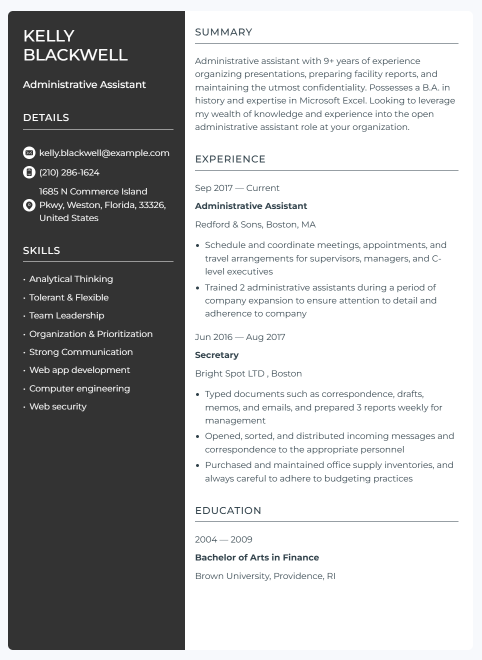 KELLY
BLACKWELL
Administrative Assistant
DETAILS
kelly.blackwell@example.com
(210) 286-1624
1685 N Commerce Island
Pkwy, Weston, Florida, 33326,
United States
SKILLS
· Analytical Thinking
· Tolerant & Flexible
· Team Leadership
· Organization & Prioritization
· Strong Communication
· Web app development
· Computer engineering
· Web security
SUMMARY
Administrative assistant with 9+ years of experience
organizing presentations, preparing facility reports, and
maintaining the utmost confidentiality. Possesses a B.A. in
history and expertise in Microsoft Excel. Looking to leverage
my wealth of knowledge and experience into the open
administrative assistant role at your organization.
EXPERIENCE
Sep 2017 — Current
Administrative Assistant
Redford & Sons, Boston, MA
• Schedule and coordinate meetings, appointments, and
travel arrangements for supervisors, managers, and C-
level executives
• Trained 2 administrative assistants during a period of
company expansion to ensure attention to detail and
adherence to company
Jun 2016 — Aug 2017
Secretary
Bright Spot LTD , Boston
• Typed documents such as correspondence, drafts,
memos, and emails, and prepared 3 reports weekly for
management
• Opened, sorted, and distributed incoming messages and
correspondence to the appropriate personnel
• Purchased and maintained office supply inventories, and
always careful to adhere to budgeting practices
EDUCATION
2004 — 2009
Bachelor of Arts in Finance
Brown University, Providence, RI